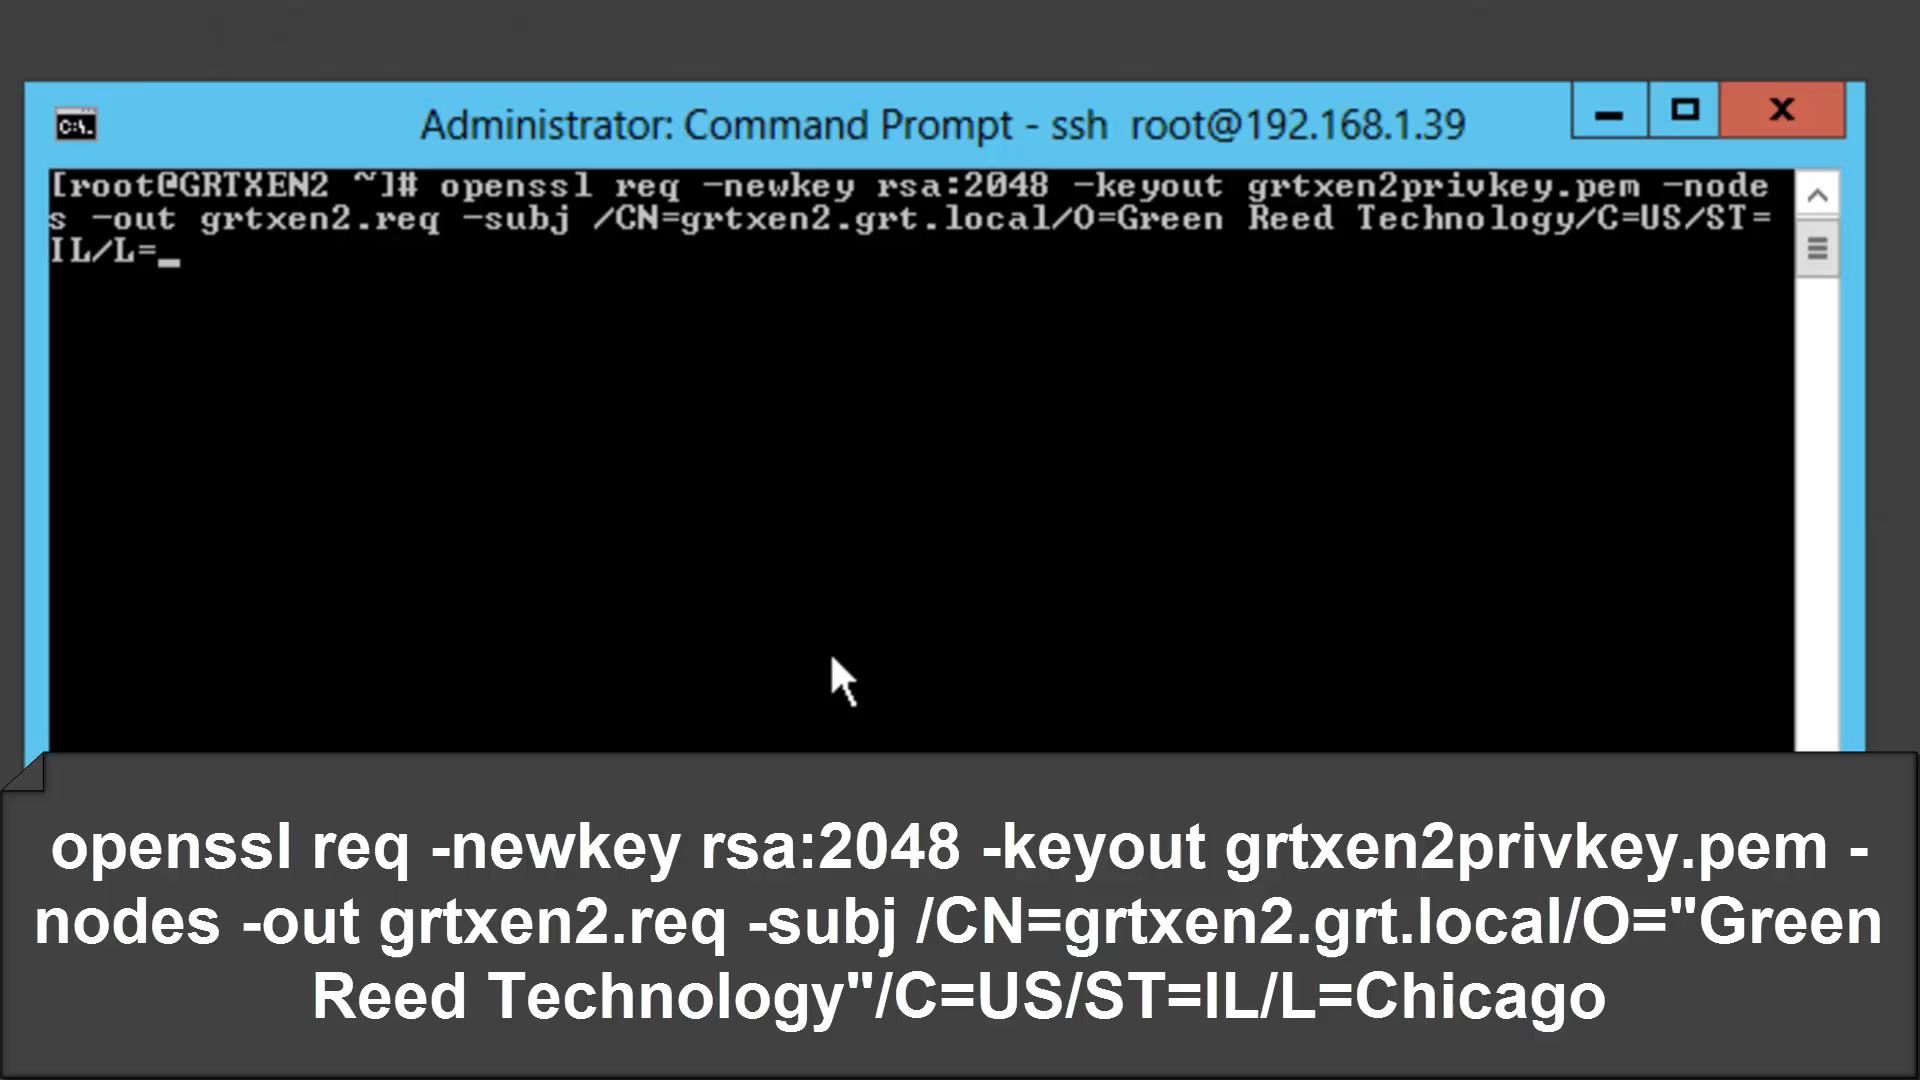 C:\.
Administrator: Command Prompt - ssh root@192.168.1.39
[root@GRTXEN2 ~]# openssl req -newkey rsa:2048 -keyout grtxen2privkey.pem -node
s -out grtxen2.req -subj /CN=grtxen2.grt.local/O=Green Reed Technology/C=US/ST=
IL/L=_
openssl req -newkey rsa:2048 -keyout grtxen2privkey.pem -
nodes -out grtxen2.req -subj /CN=grtxen2.grt.local/O="Green
Reed Technology"/C=US/ST=IL/L=Chicago